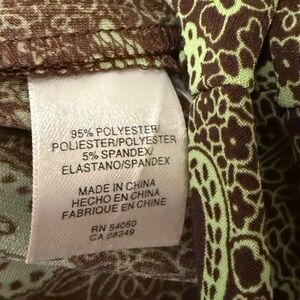 95% POLYESTER/
POLIESTER/POLYESTER
5% SPANDEX/
ELASTANO/SPANDEX
MADE IN CHINA
HECHO EN CHINA
FABRIQUE EN CHINE
RN 54050
CA 08349